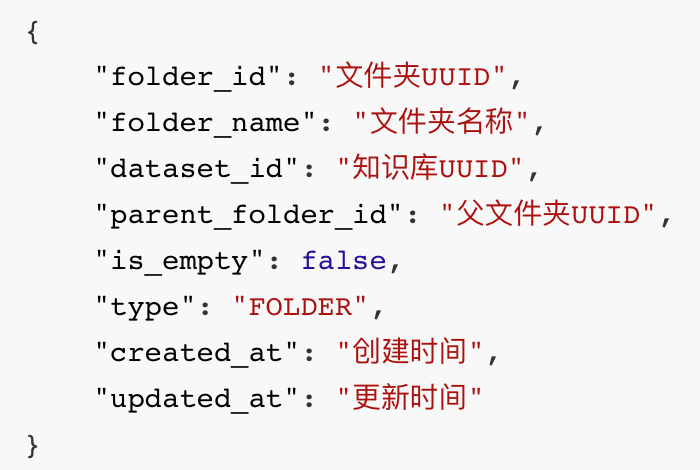 {
"folder_id": "文件夹UUID",
"folder_name": "文件夹名称",
"dataset_id": "知识库UUID",
"parent_folder_id": "父文件夹UUID",
"is_empty": false,
"type": "FOLDER",
"created_at": "创建时间",
"updated_at": "更新时间"
}